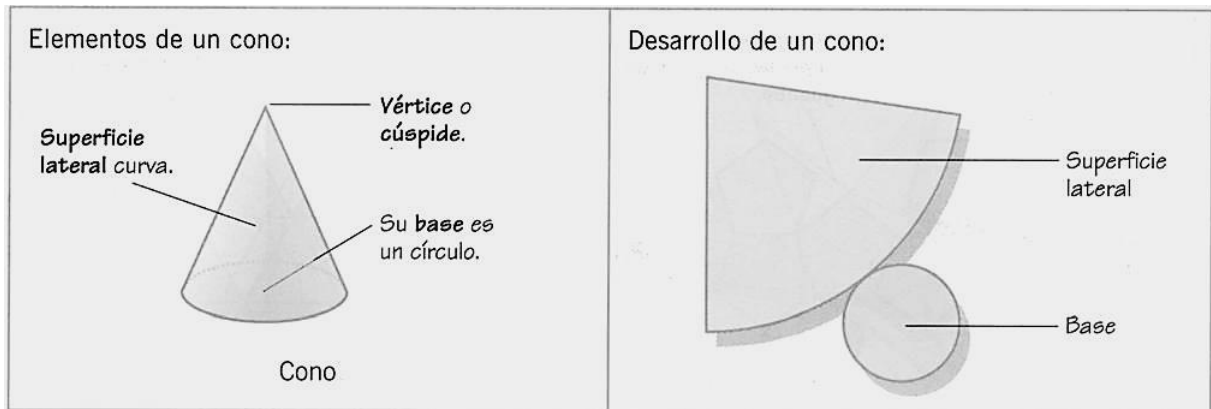 Elementos de un cono:
Vértice o
cúspide.
Superficie
lateral curva.
Su base es
un círculo.
Cono
Desarrollo de un cono:
Superficie
lateral
Base